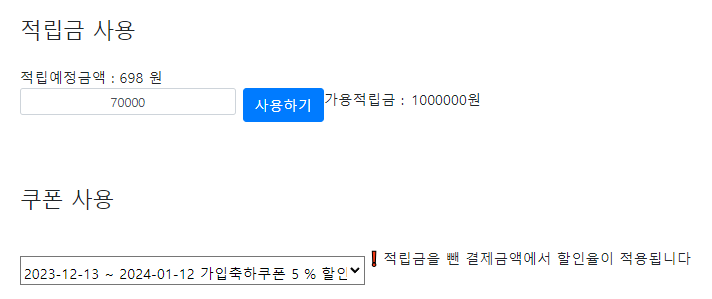 적립금 사용
적립예정금액 : 698 원
70000 사용하기 가용적립금 : 1000000원
쿠폰 사용
2023-12-13 ~ 2024-01-12 가입축하쿠폰 5 % 할인 ❗적립금을 뺀 결제금액에서 할인율이 적용됩니다